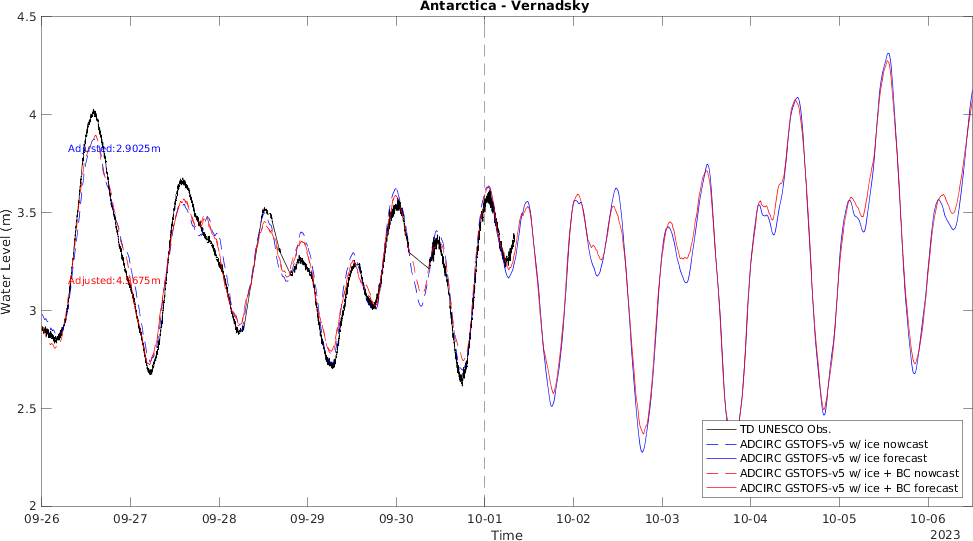 Antarctica - Vernadsky
4.5
4
3.5
3
2.5
2
Water Level (m)
Adjusted:2.9025m
TD UNESCO Obs.
ADCIRC GSTOFS-v5 w/ ice nowcast
ADCIRC GSTOFS-v5 w/ ice forecast
ADCIRC GSTOFS-v5 w/ ice + BC nowcast
ADCIRC GSTOFS-v5 w/ ice + BC forecast
09-26
09-27
09-28
09-29
09-30
10-01
10-02
10-03
10-04
10-05
10-06
Time
2023